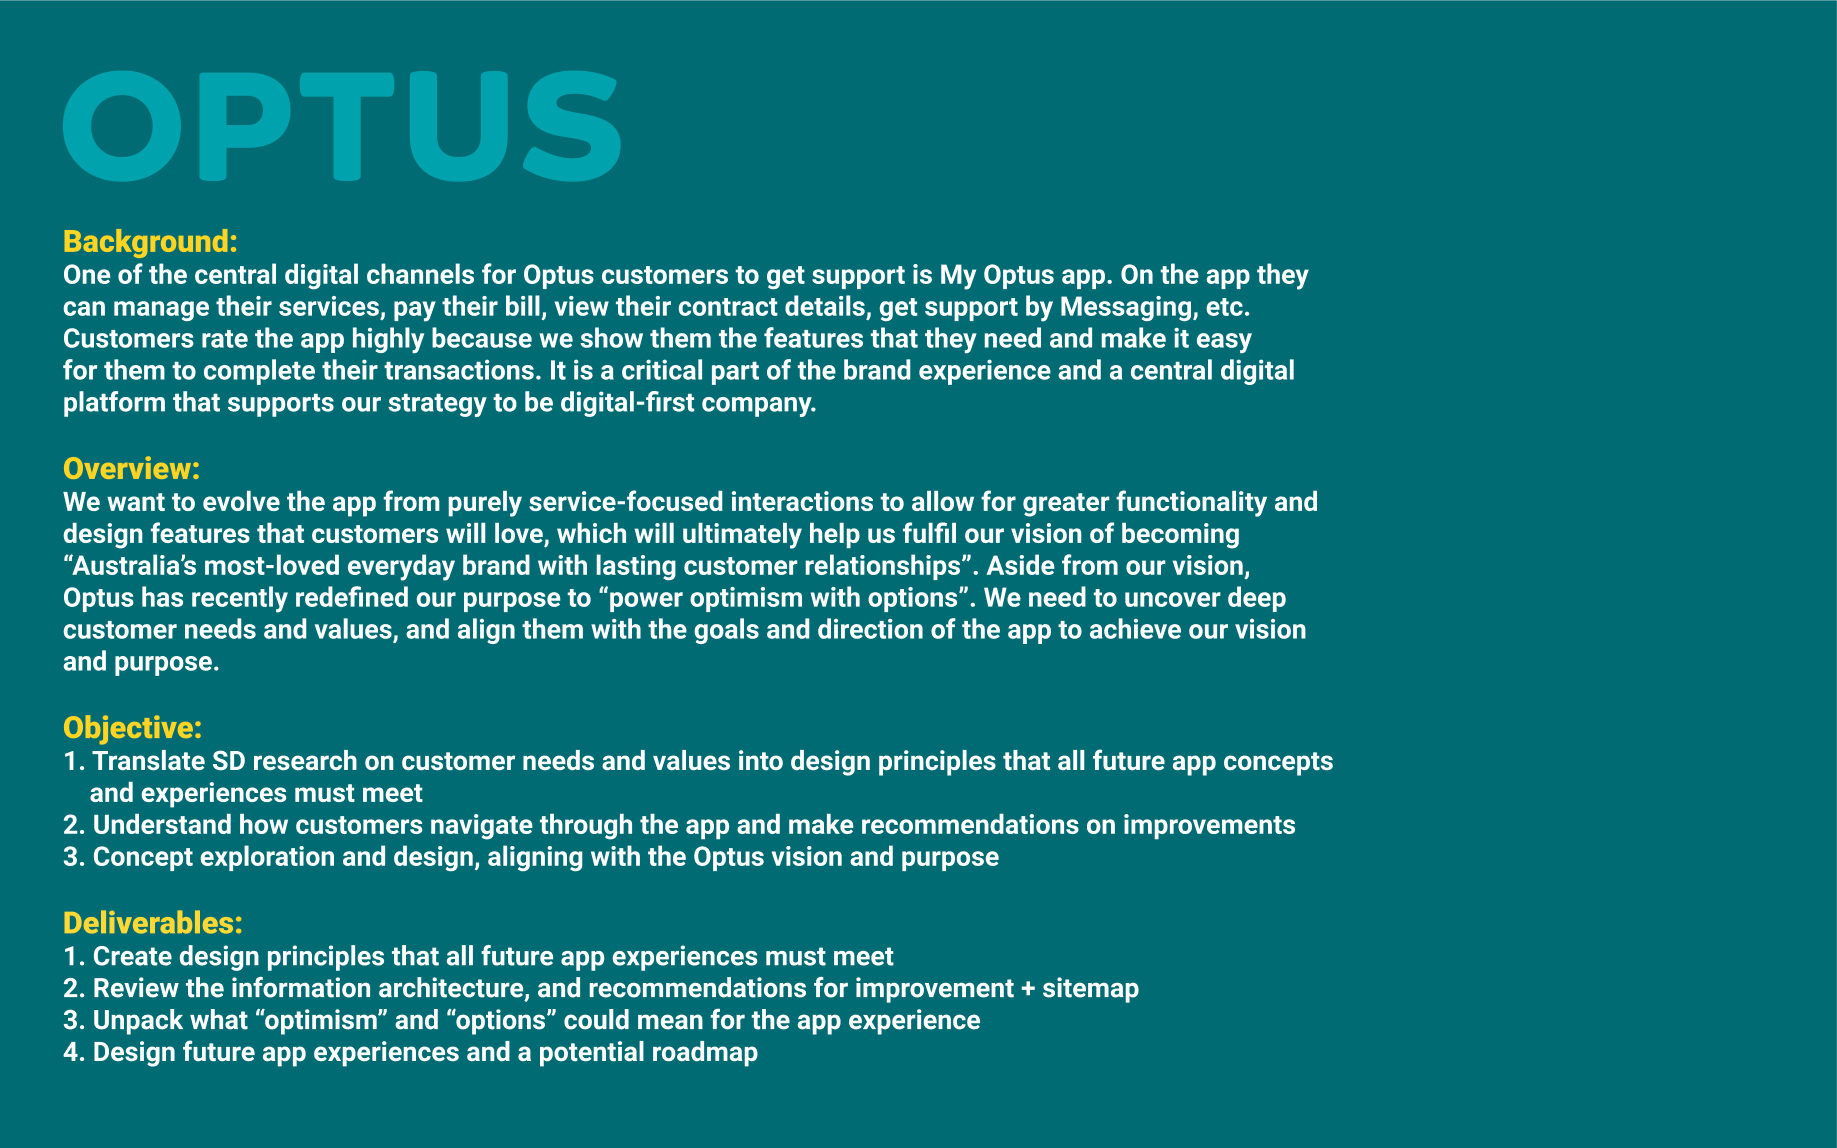 OPTUS
Background:
One of the central digital channels for Optus customers to get support is My Optus app. On the app they
can manage their services, pay their bill, view their contract details, get support by Messaging, etc.
Customers rate the app highly because we show them the features that they need and make it easy
for them to complete their transactions. It is a critical part of the brand experience and a central digital
platform that supports our strategy to be digital-first company.
Overview:
We want to evolve the app from purely service-focused interactions to allow for greater functionality and
design features that customers will love, which will ultimately help us fulfil our vision of becoming
“Australia’s most-loved everyday brand with lasting customer relationships”. Aside from our vision,
Optus has recently redefined our purpose to “power optimism with options”. We need to uncover deep
customer needs and values, and align them with the goals and direction of the app to achieve our vision
and purpose.
Objective:
1. Translate SD research on customer needs and values into design principles that all future app concepts
and experiences must meet
2. Understand how customers navigate through the app and make recommendations on improvements
3. Concept exploration and design, aligning with the Optus vision and purpose
Deliverables:
1. Create design principles that all future app experiences must meet
2. Review the information architecture, and recommendations for improvement + sitemap
3. Unpack what “optimism” and “options” could mean for the app experience
4. Design future app experiences and a potential roadmap